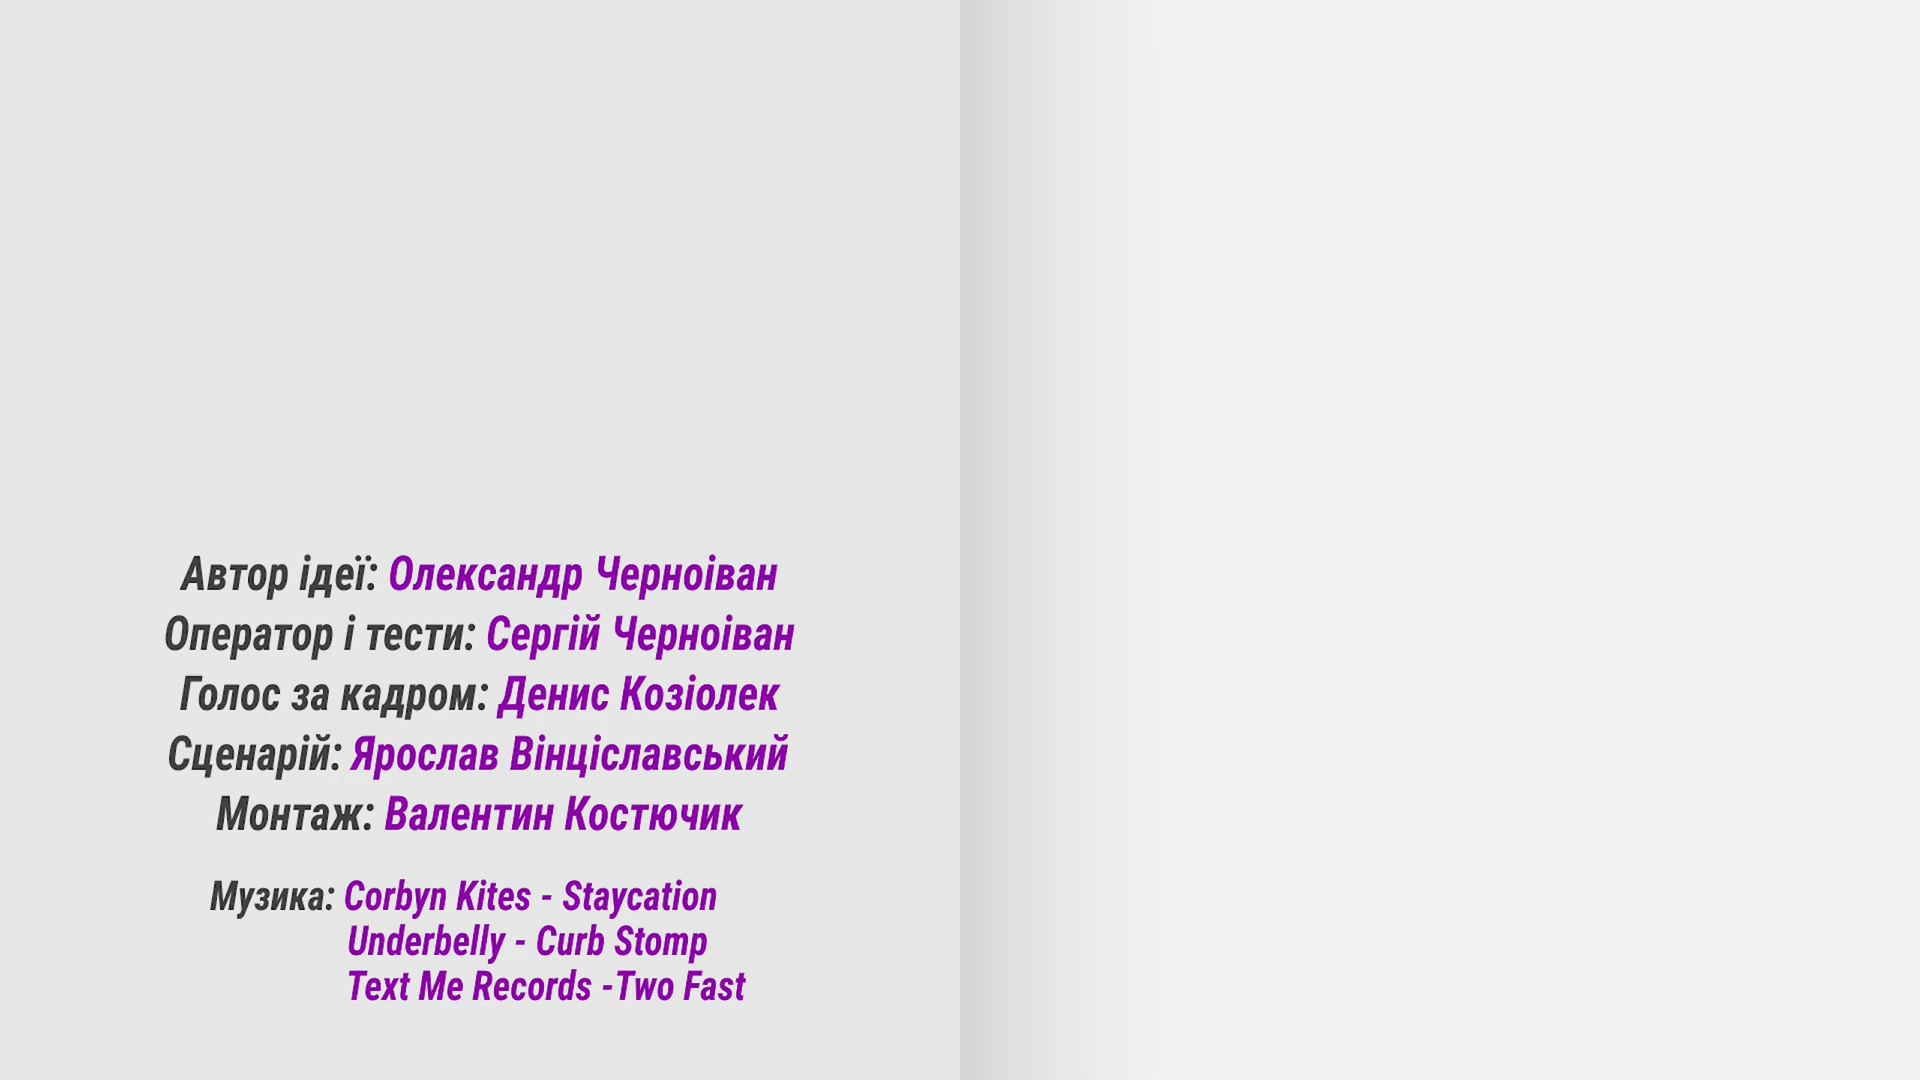 Автор ідеї: Олександр Черноіван
Оператор і тести: Сергій Черноіван
Голос за кадром: Денис Козіолек
Сценарій: Ярослав Вінціславський
Монтаж: Валентин Костючик
Музика: Corbyn Kites - Staycation
Underbelly - Curb Stomp
Text Me Records -Two Fast